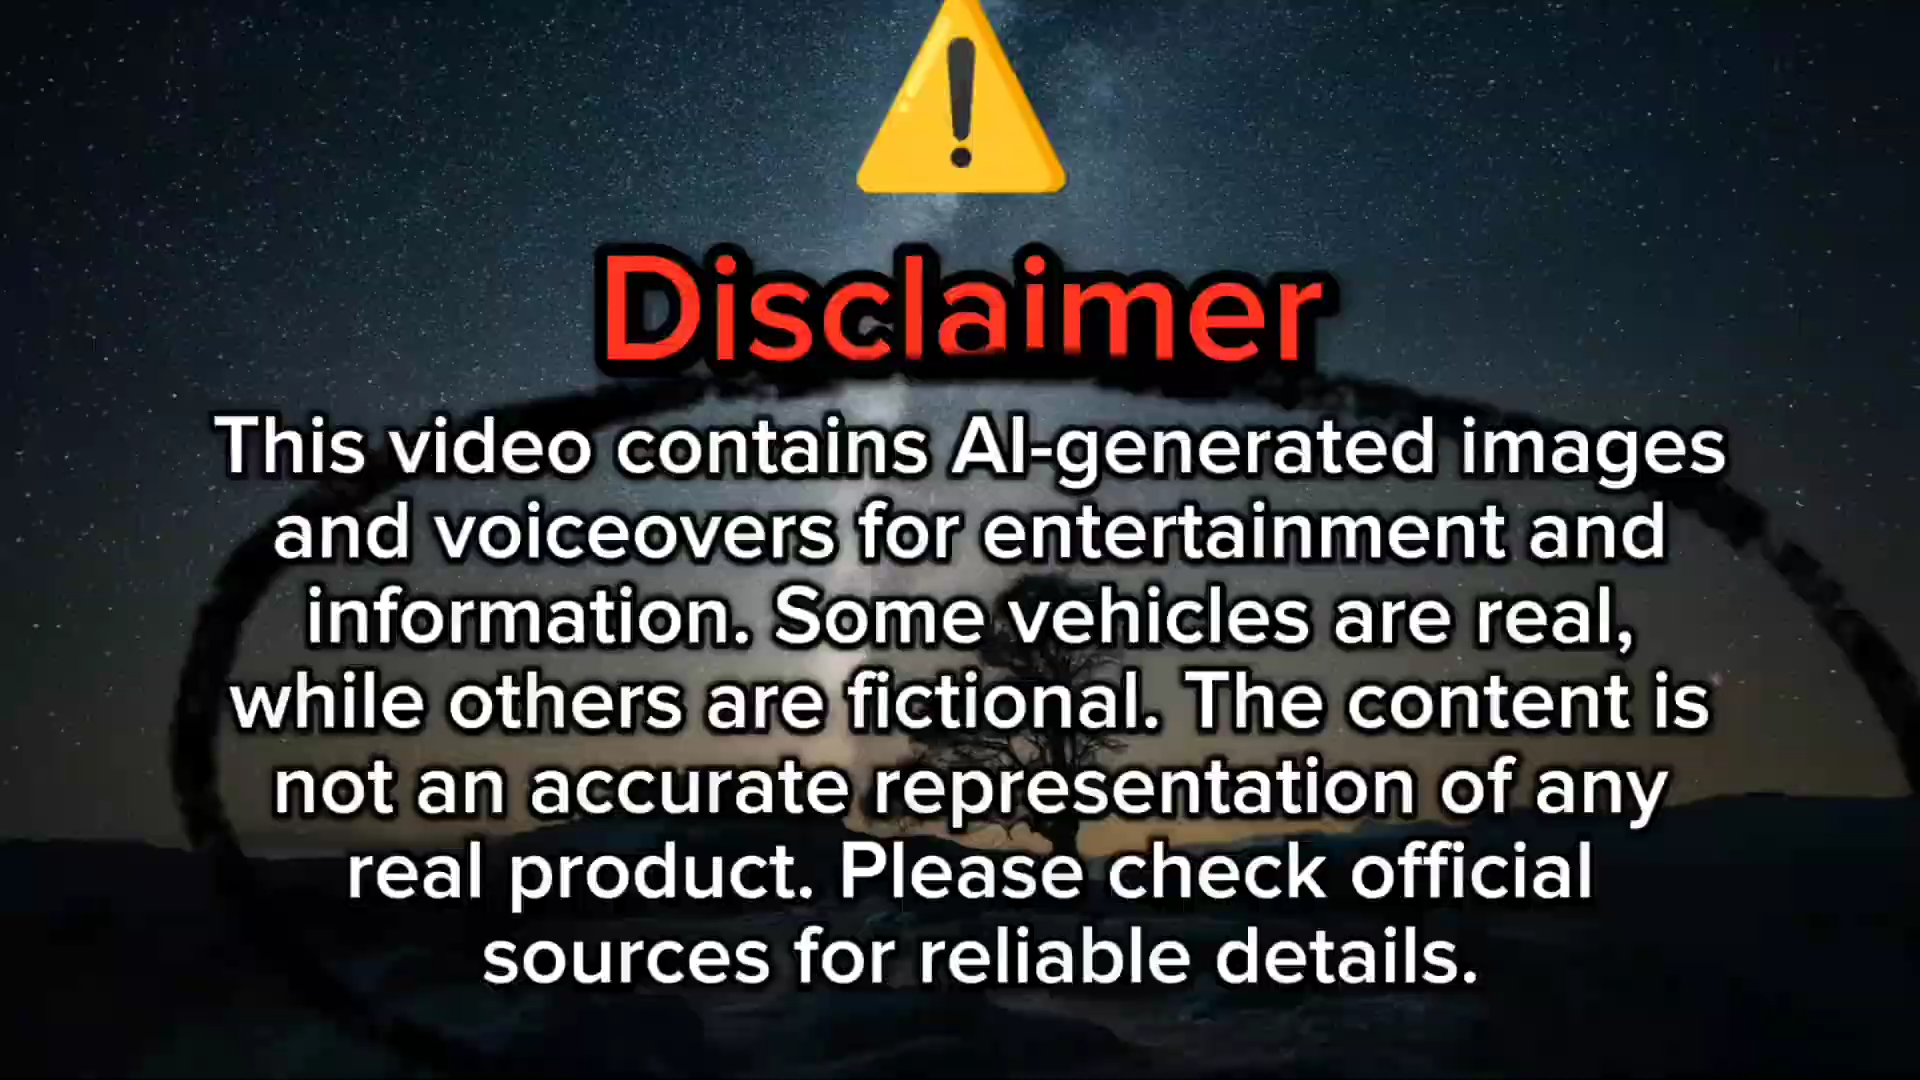 Disclaimer
This video contains AI-generated images
and voiceovers for entertainment and
information. Some vehicles are real,
while others are fictional. The content is
not an accurate representation of any
real product. Please check official
sources for reliable details.